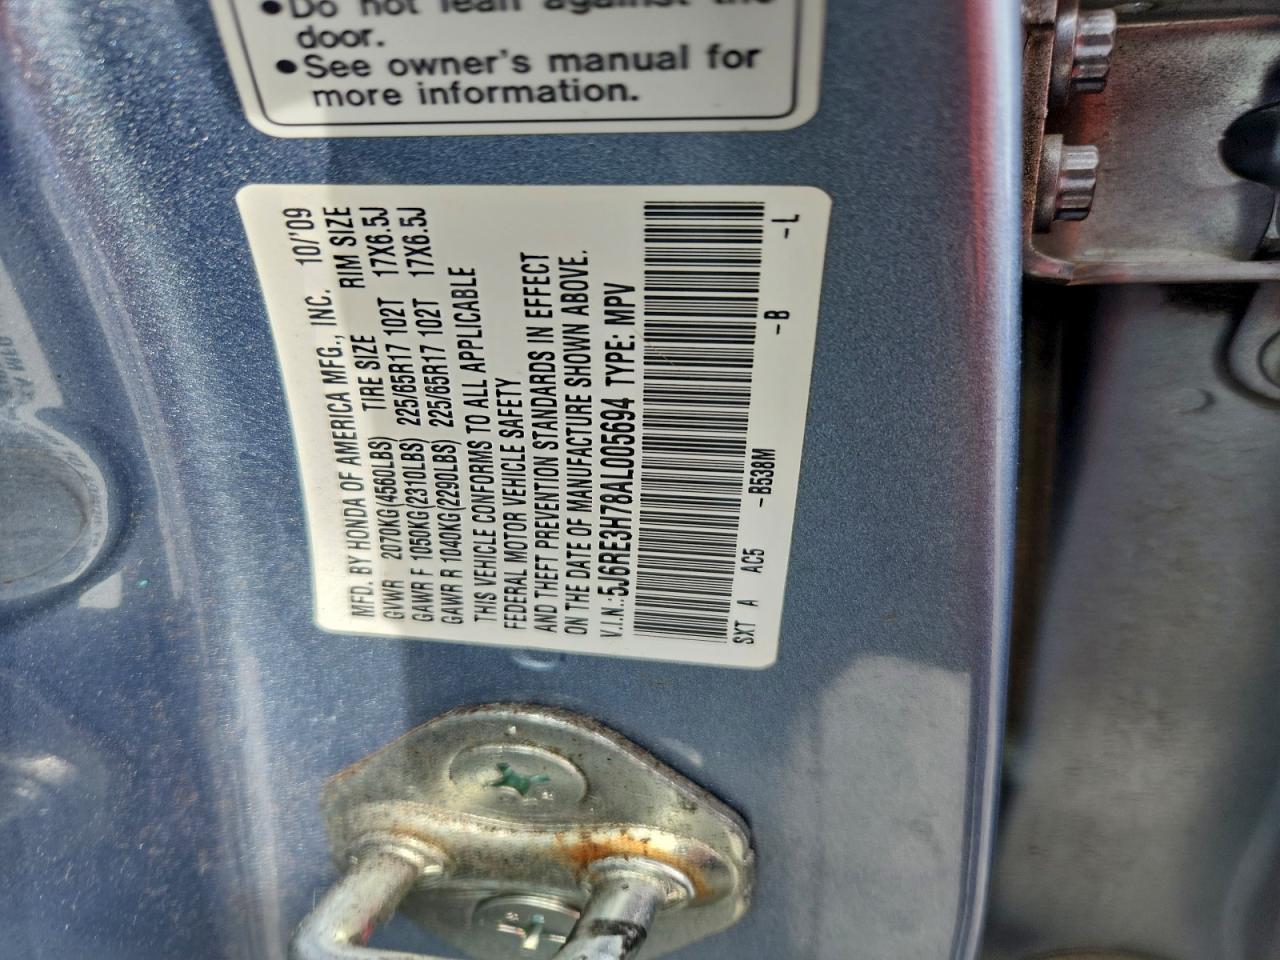 Do not lean against the
door.
See owner's manual for
more information.
MFD. BY HONDA OF AMERICA MFG., INC. 10/'09
TIRE SIZE RIM SIZE
GVWR 2070KG(4560LBS)
GAWR F 1050KG(2310LBS) 225/65R17 102T 17X6.5J
GAWR R 1040KG(2290LBS) 225/65R17 102T 17X6.5J
THIS VEHICLE CONFORMS TO ALL APPLICABLE
FEDERAL MOTOR VEHICLE SAFETY
AND THEFT PREVENTION STANDARDS IN EFFECT
ON THE DATE OF MANUFACTURE SHOWN ABOVE.
V.I.N.:5J6RE3H78AL005694 TYPE: MPV
SXT A AC5 -B538M -B -L